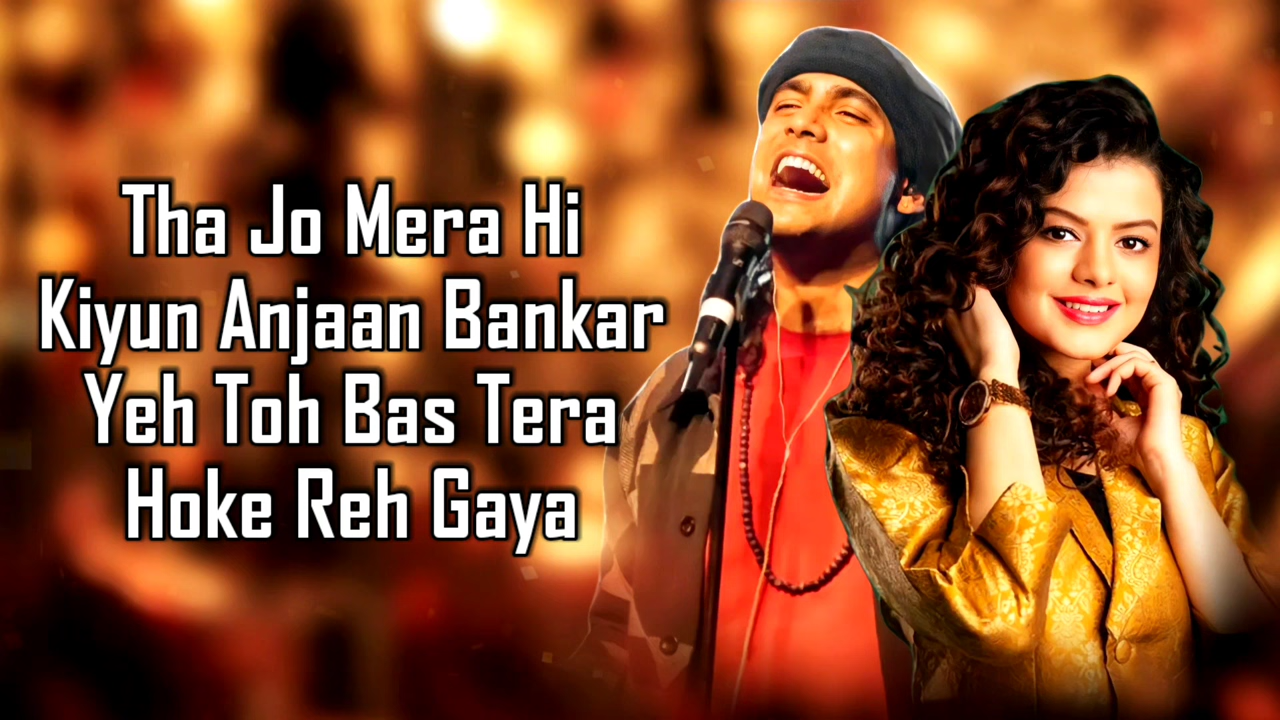 Tha Jo Mera Hi
Kiyun Anjaan Bankar
Yeh Toh Bas Tera
Hoke Reh Gaya